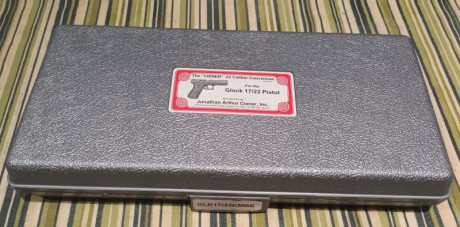 The "CIENER" .22 Caliber Conversion
For the
Glock 17/22 Pistol
Jonathan Arthur Ciener, Inc.